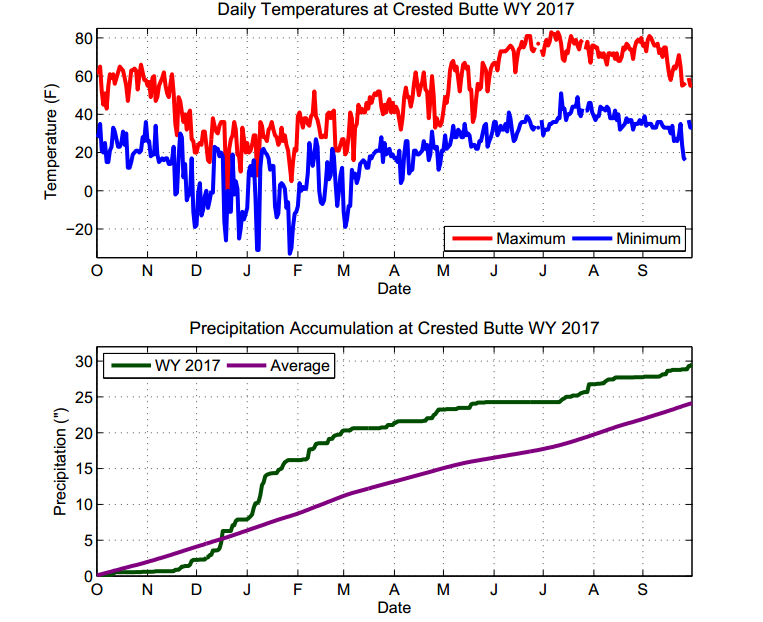 Daily Temperatures at Crested Butte WY 2017
Temperature (F)
80
60
40
20
0
−20
Maximum Minimum
O N D J F M A M J J A S
Date
Precipitation Accumulation at Crested Butte WY 2017
Precipitation (")
30
25
20
15
10
5
0
WY 2017 Average
O N D J F M A M J J A S
Date